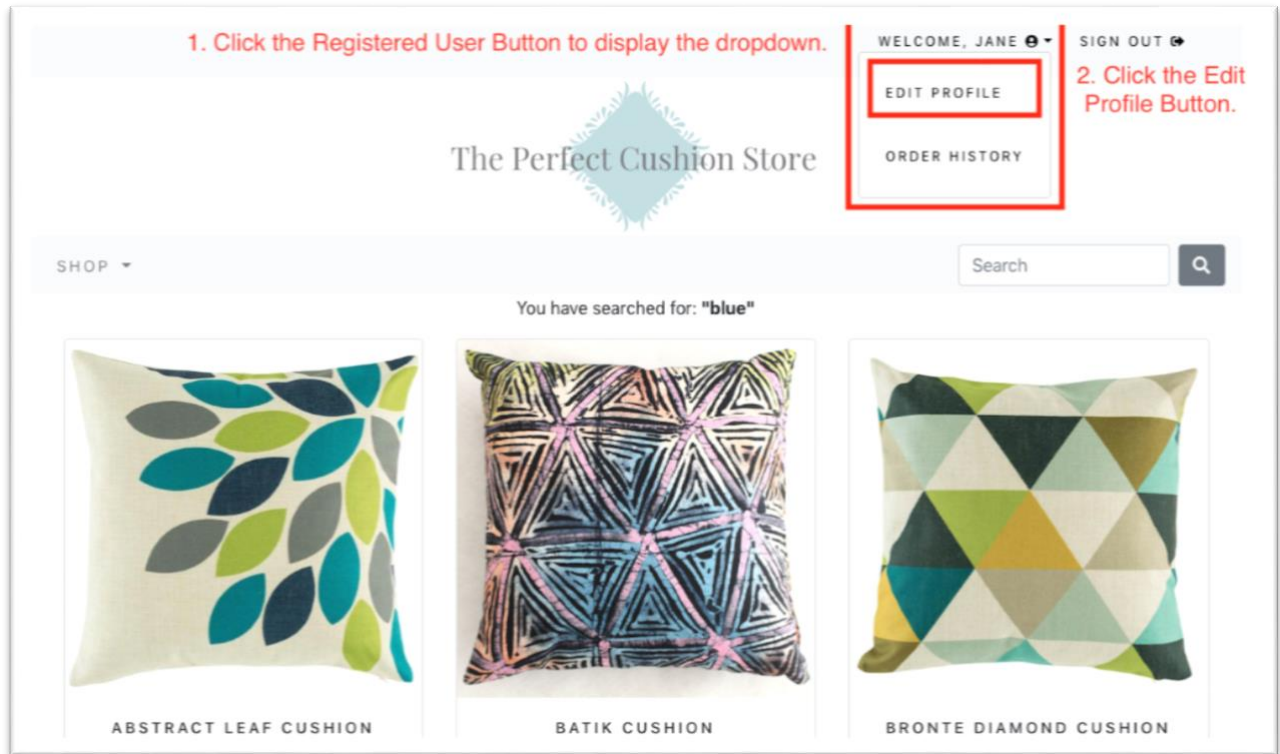 1. Click the Registered User Button to display the dropdown.
WELCOME, JANE
SIGN OUT
EDIT PROFILE
2. Click the Edit
Profile Button.
The Perfect Cushion Store
ORDER HISTORY
SHOP
Search
You have searched for: "blue"
ABSTRACT LEAF CUSHION
BATIK CUSHION
BRONTE DIAMOND CUSHION